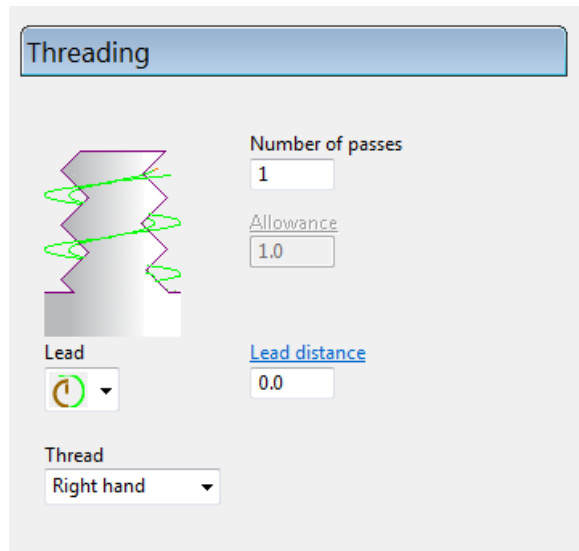 Threading
Number of passes
1
Allowance
1.0
Lead
Lead distance
0.0
Thread
Right hand